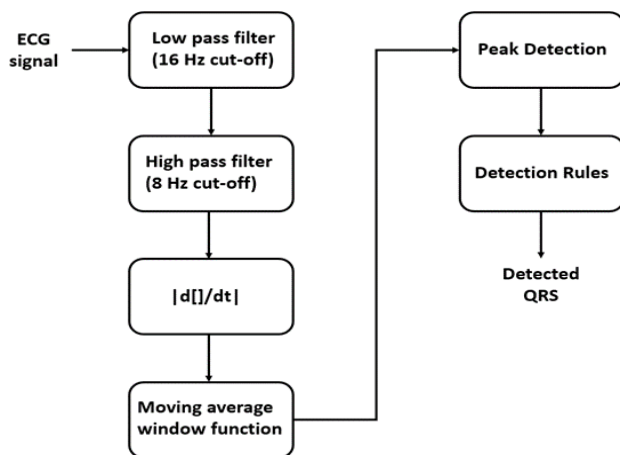 ECG
signal
Low pass filter
(16 Hz cut-off)
High pass filter
(8 Hz cut-off)
|d[]/dt|
Moving average
window function
Peak Detection
Detection Rules
Detected
QRS